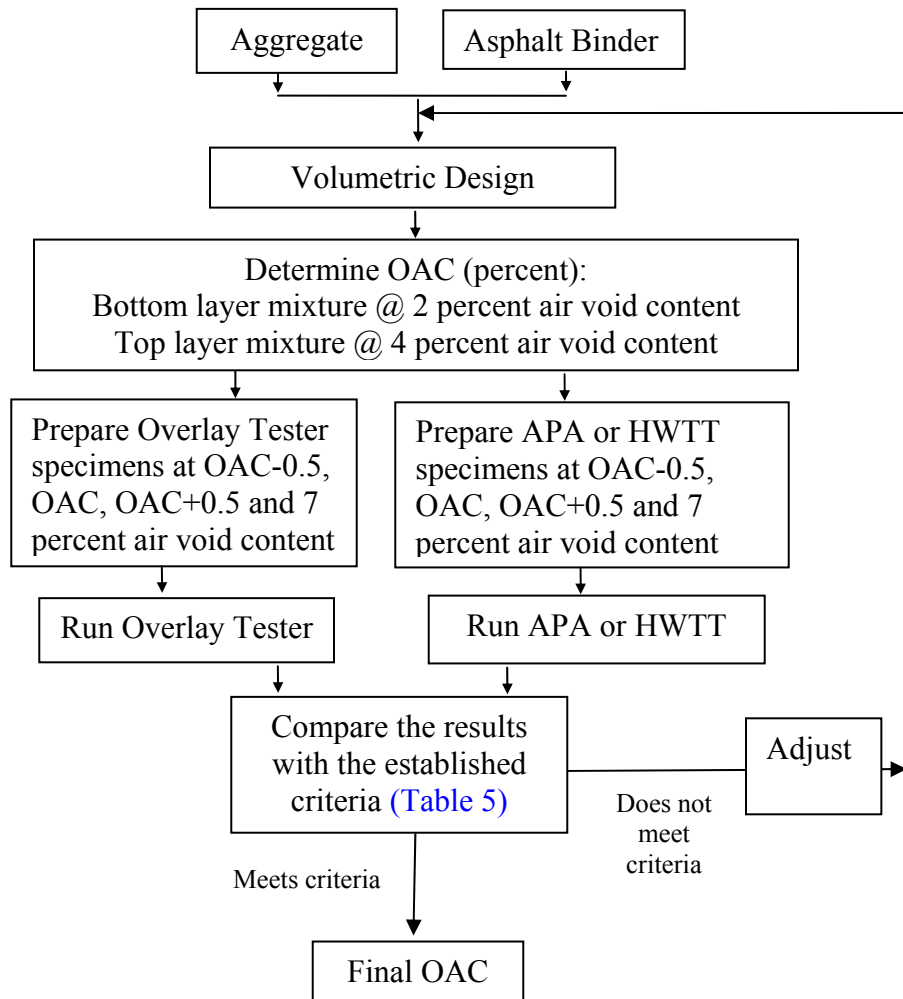 Aggregate
Asphalt Binder
Volumetric Design
Determine OAC (percent):
Bottom layer mixture @ 2 percent air void content
Top layer mixture @ 4 percent air void content
Prepare Overlay Tester
specimens at OAC-0.5,
OAC, OAC+0.5 and 7
percent air void content
Prepare APA or HWTT
specimens at OAC-0.5,
OAC, OAC+0.5 and 7
percent air void content
Run Overlay Tester
Run APA or HWTT
Compare the results
with the established
criteria (Table 5)
Adjust
Does not
meet
criteria
Meets criteria
Final OAC